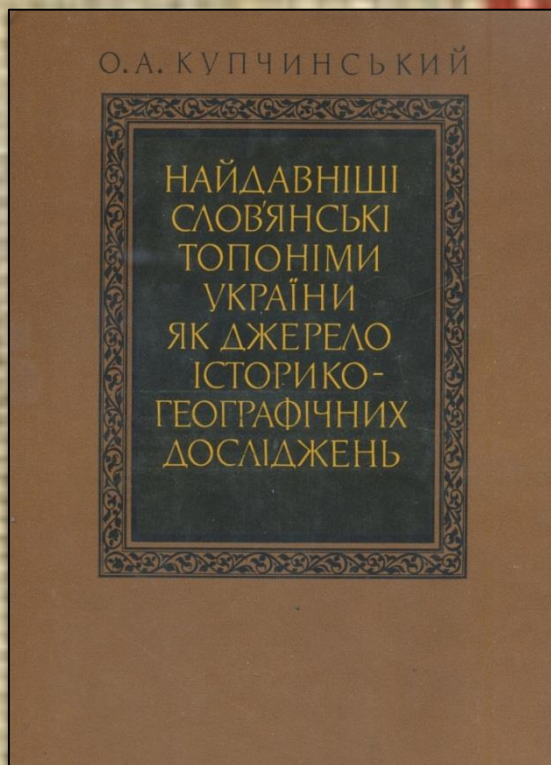 О. А. КУПЧИНСЬКИЙ
НАЙДАВНІШІ
СЛОВ'ЯНСЬКІ
ТОПОНІМИ
УКРАЇНИ
ЯК ДЖЕРЕЛО
ІСТОРИКО-
ГЕОГРАФІЧНИХ
ДОСЛІДЖЕНЬ